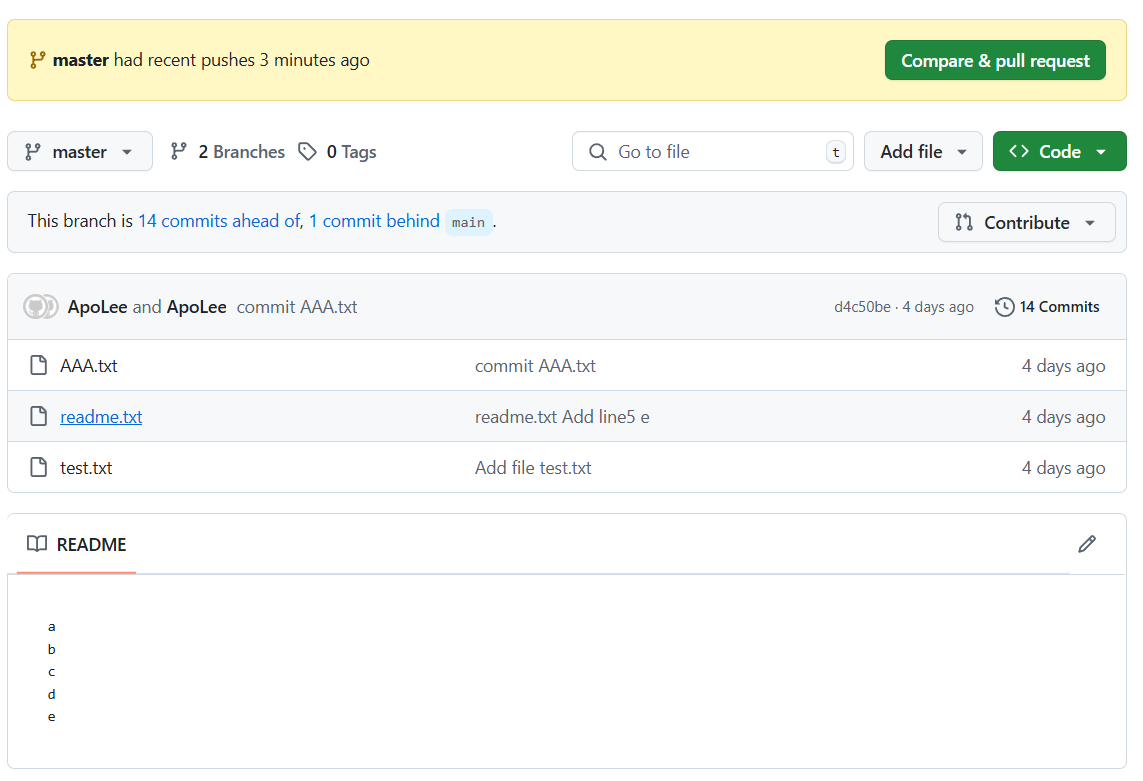 master had recent pushes 3 minutes ago Compare & pull request
master 2 Branches 0 Tags Go to file t Add file Code
This branch is 14 commits ahead of, 1 commit behind main . Contribute
ApoLee and ApoLee commit AAA.txt d4c50be · 4 days ago 14 Commits
AAA.txt commit AAA.txt 4 days ago
readme.txt readme.txt Add line5 e 4 days ago
test.txt Add file test.txt 4 days ago
README
a
b
c
d
e